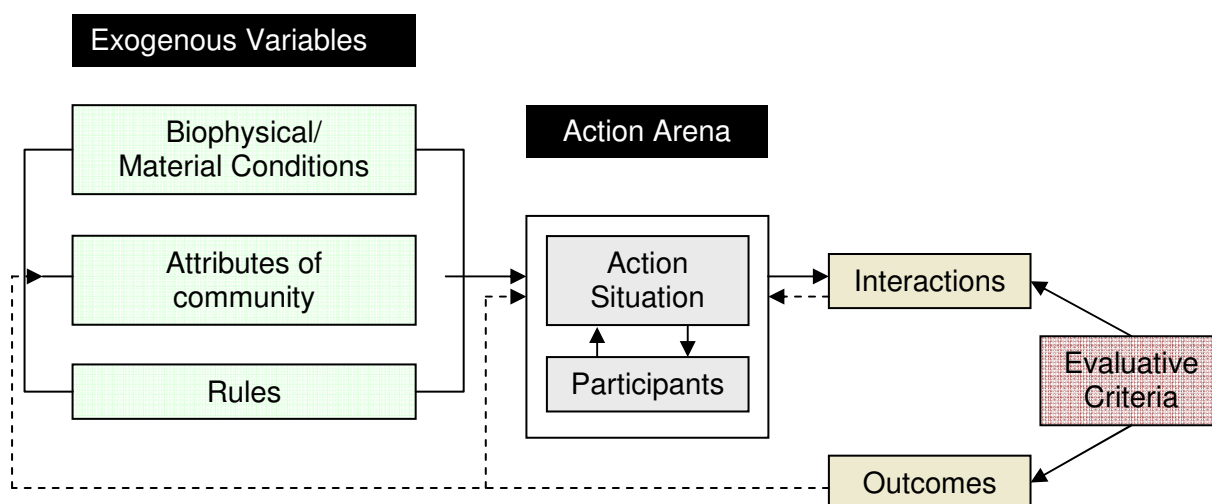 Exogenous Variables
Biophysical/
Material Conditions
Attributes of
community
Rules
Action Arena
Action
Situation
Participants
Interactions
Evaluative
Criteria
Outcomes